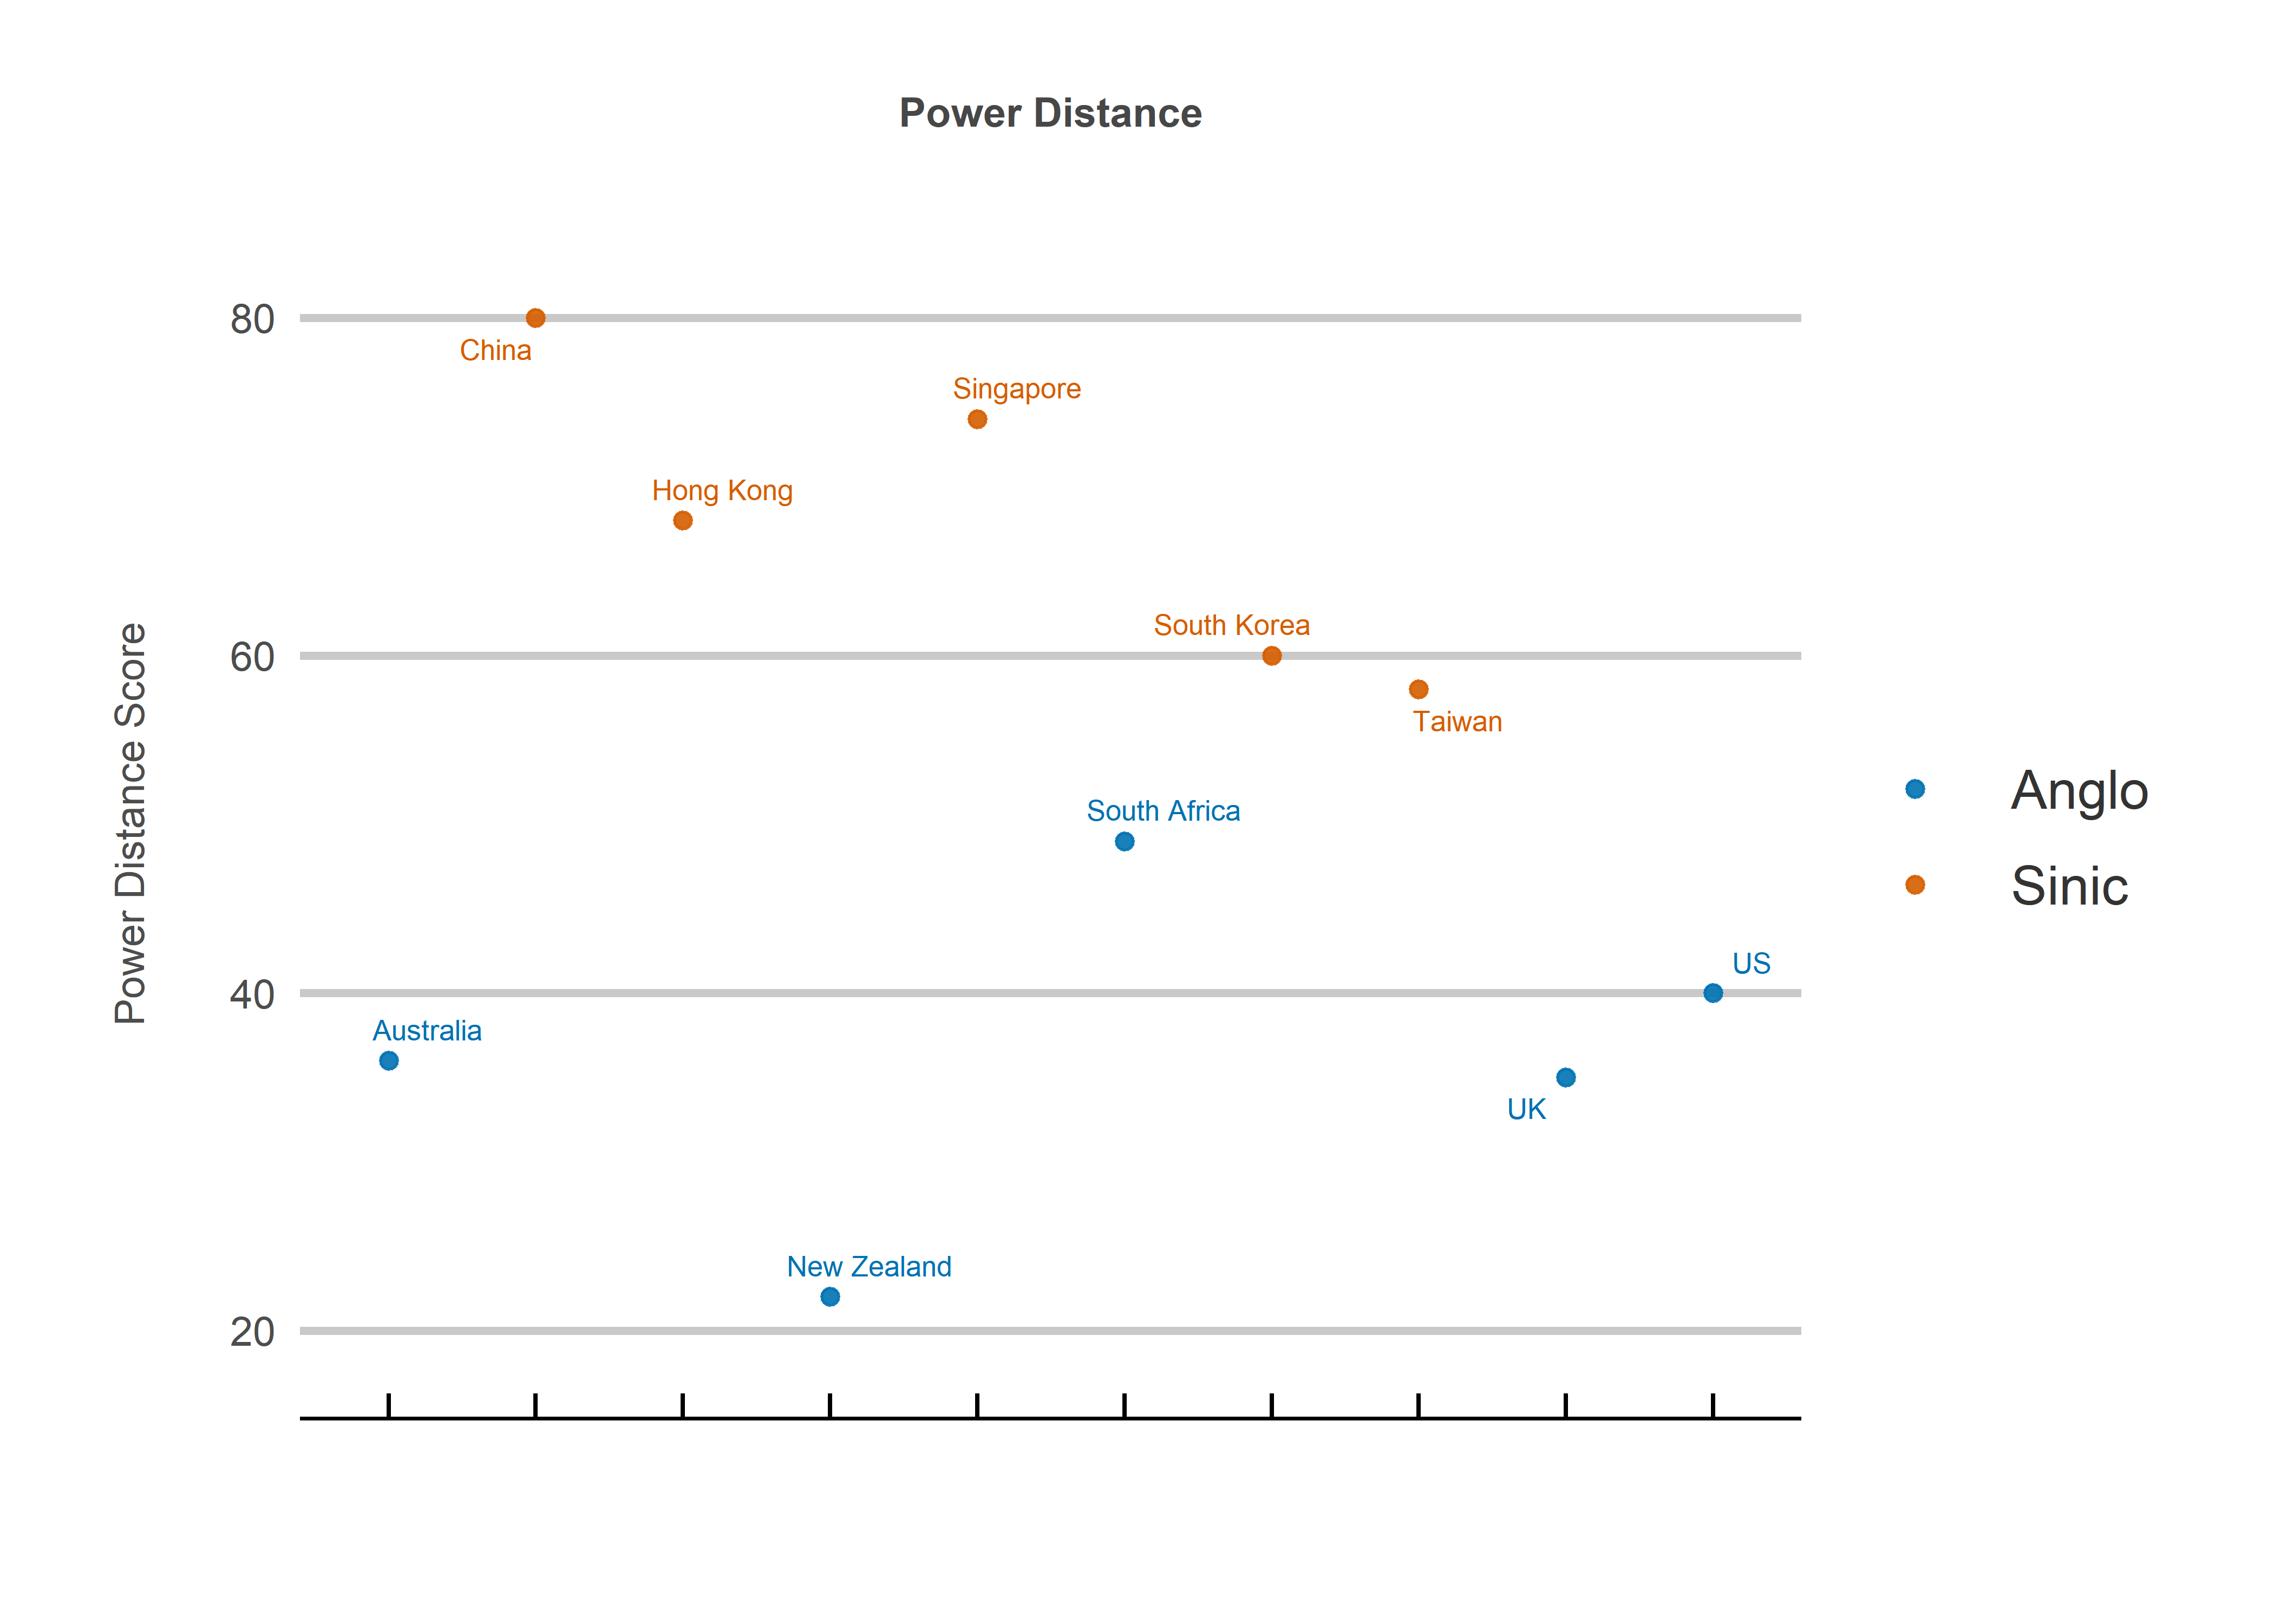 Power Distance
Power Distance Score
80
60
40
20
China
Singapore
Hong Kong
South Korea
Taiwan
South Africa
US
Australia
UK
New Zealand
Anglo
Sinic